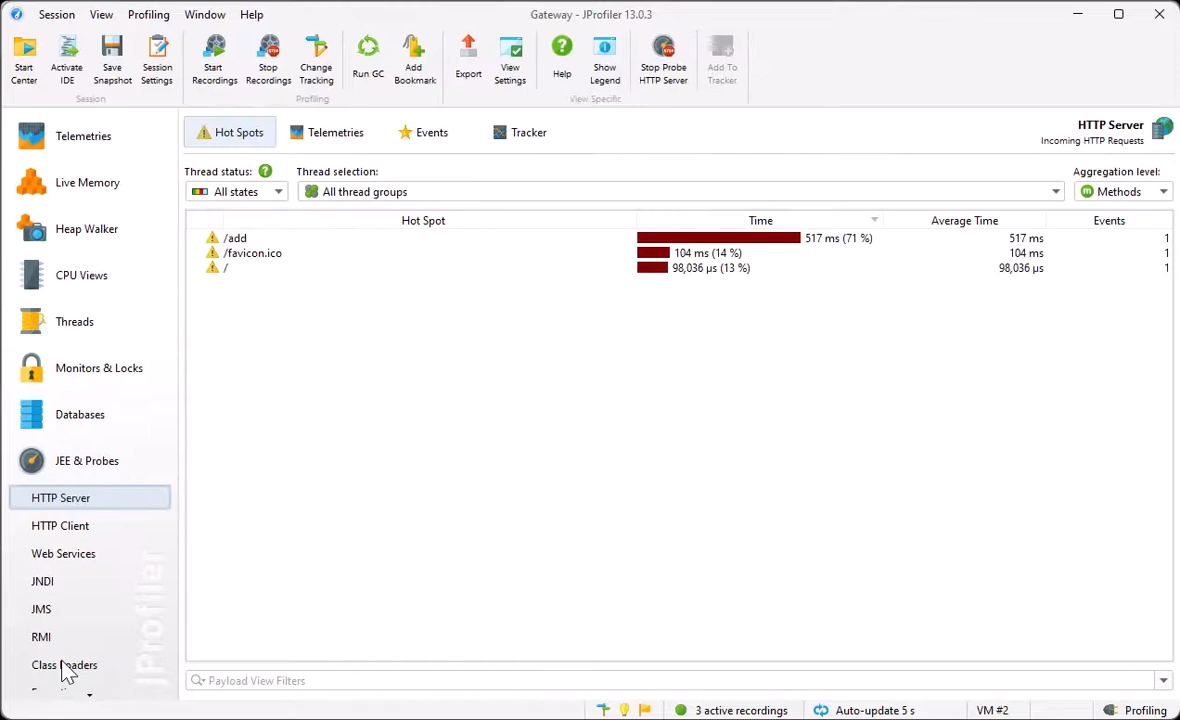 Session View Profiling Window Help
Gateway - JProfiler 13.0.3
Start Center
Activate IDE
Save Snapshot
Session Settings
Start Recordings
Stop Recordings
Change Tracking
Run GC
Add Bookmark
Export
View Settings
Help
Show Legend
Stop Probe HTTP Server
Add To Tracker
Session
Profiling
View Specific
Telemetries
Live Memory
Heap Walker
CPU Views
Threads
Monitors & Locks
Databases
JEE & Probes
HTTP Server
HTTP Client
Web Services
JNDI
JMS
RMI
Class Loaders
JProfiler
Hot Spots
Telemetries
Events
Tracker
HTTP Server
Incoming HTTP Requests
Thread status:
Thread selection:
Aggregation level:
All states
All thread groups
Methods
Hot Spot Time Average Time Events
/add 517 ms (71 %) 517 ms 1
/favicon.ico 104 ms (14 %) 104 ms 1
/ 98,036 µs (13 %) 98,036 µs 1
Payload View Filters
3 active recordings
Auto-update 5 s
VM #2
Profiling